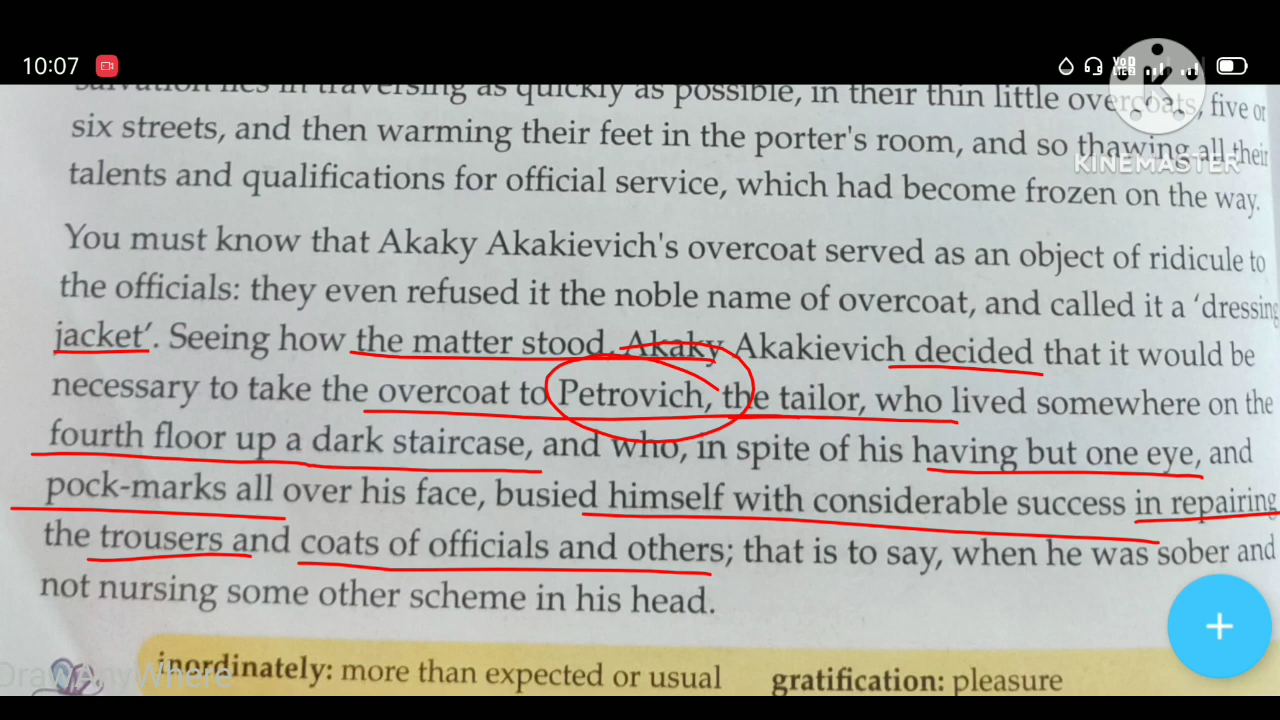 10:07
VoD LTE2
salvation lies in traversing as quickly as possible, in their thin little overcoats, five or
KINEMASTER
six streets, and then warming their feet in the porter's room, and so thawing all their
talents and qualifications for official service, which had become frozen on the way.
You must know that Akaky Akakievich's overcoat served as an object of ridicule to
the officials: they even refused it the noble name of overcoat, and called it a ‘dressing
jacket’. Seeing how the matter stood, Akaky Akakievich decided that it would be
necessary to take the overcoat to Petrovich, the tailor, who lived somewhere on the
fourth floor up a dark staircase, and who, in spite of his having but one eye, and
pock-marks all over his face, busied himself with considerable success in repairing
the trousers and coats of officials and others; that is to say, when he was sober and
not nursing some other scheme in his head.
inordinately: more than expected or usual gratification: pleasure
DrawAnyWhere